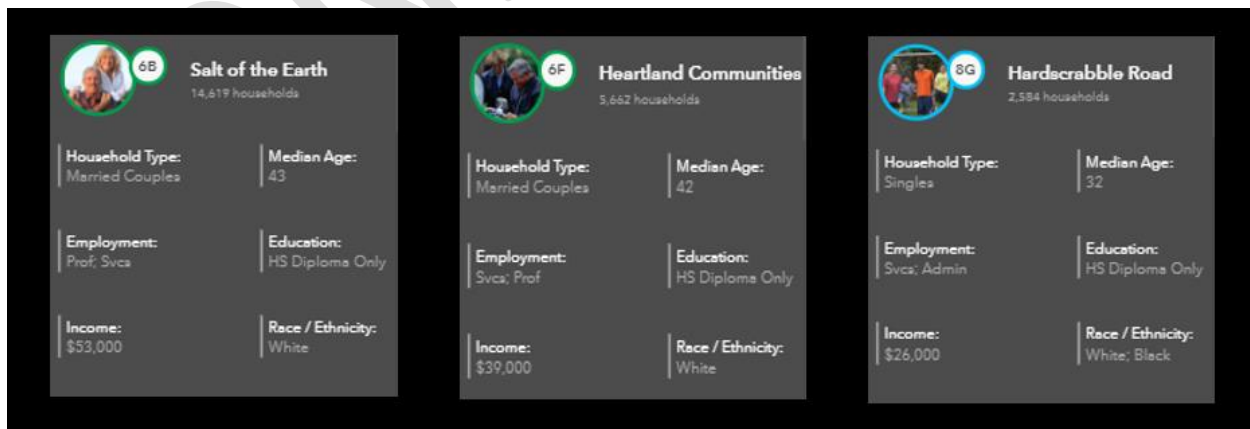 6B
Salt of the Earth
14,619 households
Household Type:
Married Couples
Median Age:
43
Employment:
Prof; Svcs
Education:
HS Diploma Only
Income:
$53,000
Race / Ethnicity:
White
6F
Heartland Communities
5,662 households
Household Type:
Married Couples
Median Age:
42
Employment:
Svcs; Prof
Education:
HS Diploma Only
Income:
$39,000
Race / Ethnicity:
White
8G
Hardscrabble Road
2,584 households
Household Type:
Singles
Median Age:
32
Employment:
Svcs; Admin
Education:
HS Diploma Only
Income:
$26,000
Race / Ethnicity:
White; Black